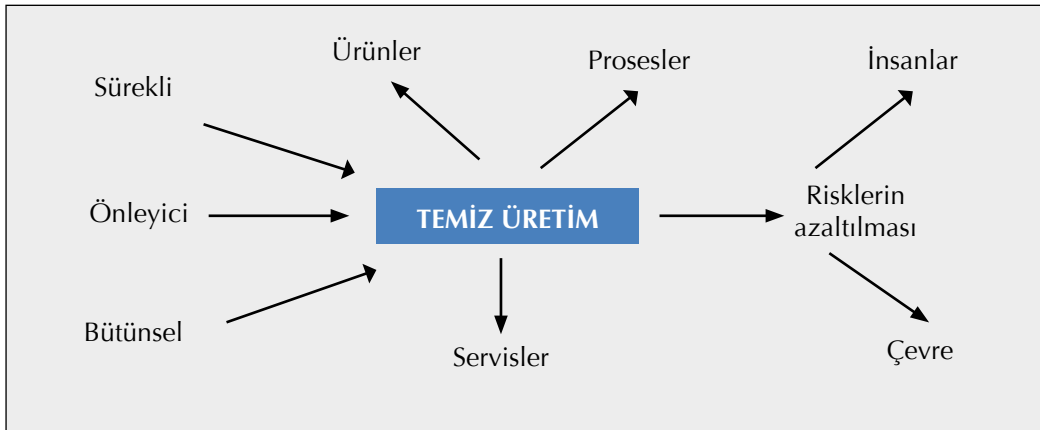 Ürünler
Prosesler
İnsanlar
Sürekli
Önleyici
TEMİZ ÜRETİM
Risklerin
azaltılması
Bütünsel
Servisler
Çevre